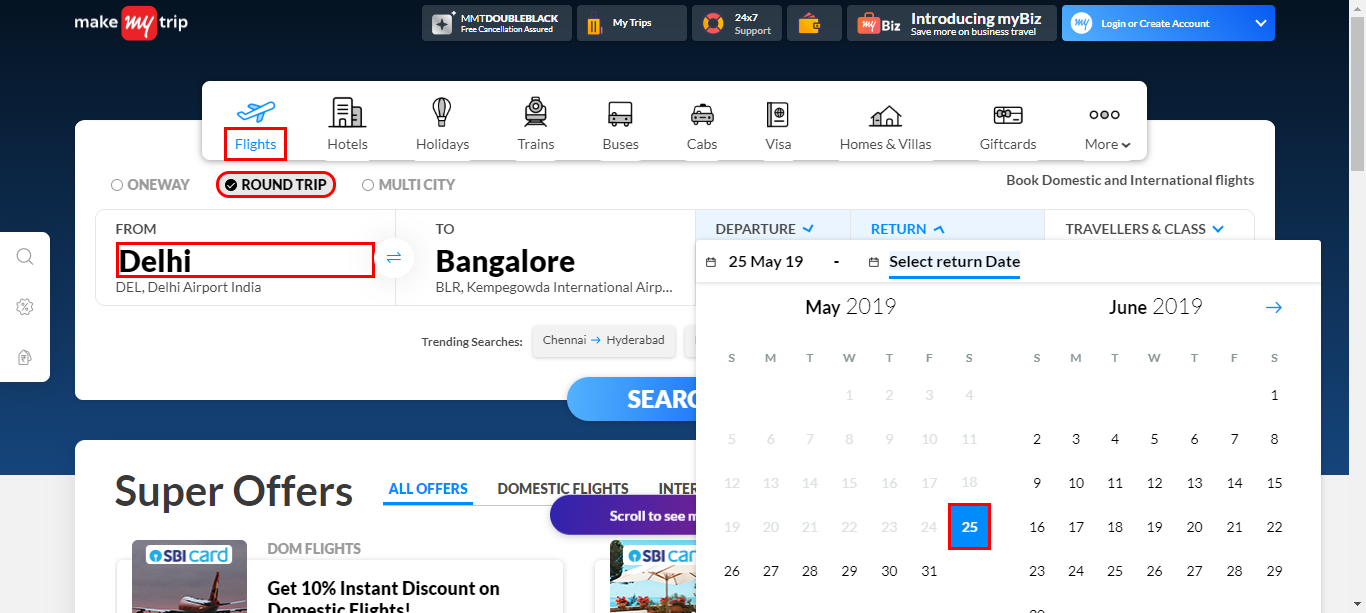 make my trip
MMTDOUBLEBLACK
Free Cancellation Assured
My Trips
24x7
Support
my Biz
Introducing myBiz
Save more on business travel
my
Login or Create Account
Flights
Hotels
Holidays
Trains
Buses
Cabs
Visa
Homes & Villas
Giftcards
More
ONEWAY
ROUND TRIP
MULTI CITY
Book Domestic and International flights
FROM
Delhi
DEL, Delhi Airport India
TO
Bangalore
BLR, Kempegowda International Airp...
DEPARTURE
RETURN
TRAVELLERS & CLASS
25 May 19 - Select return Date
May 2019
S M T W T F S
1 2 3 4
5 6 7 8 9 10 11
12 13 14 15 16 17 18
19 20 21 22 23 24 25
26 27 28 29 30 31
June 2019
S M T W T F S
1
2 3 4 5 6 7 8
9 10 11 12 13 14 15
16 17 18 19 20 21 22
23 24 25 26 27 28 29
Trending Searches: Chennai → Hyderabad
SEARC
Super Offers
ALL OFFERS
DOMESTIC FLIGHTS
INTER
Scroll to see m
SBI card
DOM FLIGHTS
Get 10% Instant Discount on
Domestic Flights!
SBI car